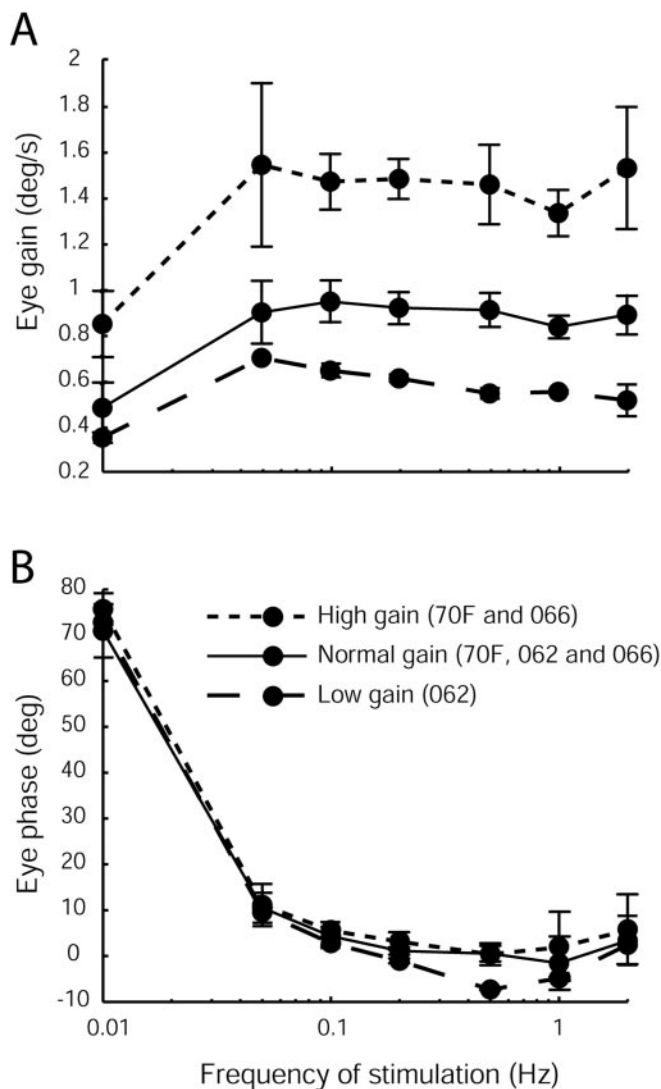 A
2
1.8
1.6
1.4
1.2
1
0.8
0.6
0.4
0.2
Eye gain (deg/s)
B
80
70
60
50
40
30
20
10
0
-10
Eye phase (deg)
High gain (70F and 066)
Normal gain (70F, 062 and 066)
Low gain (062)
0.01 0.1 1
Frequency of stimulation (Hz)